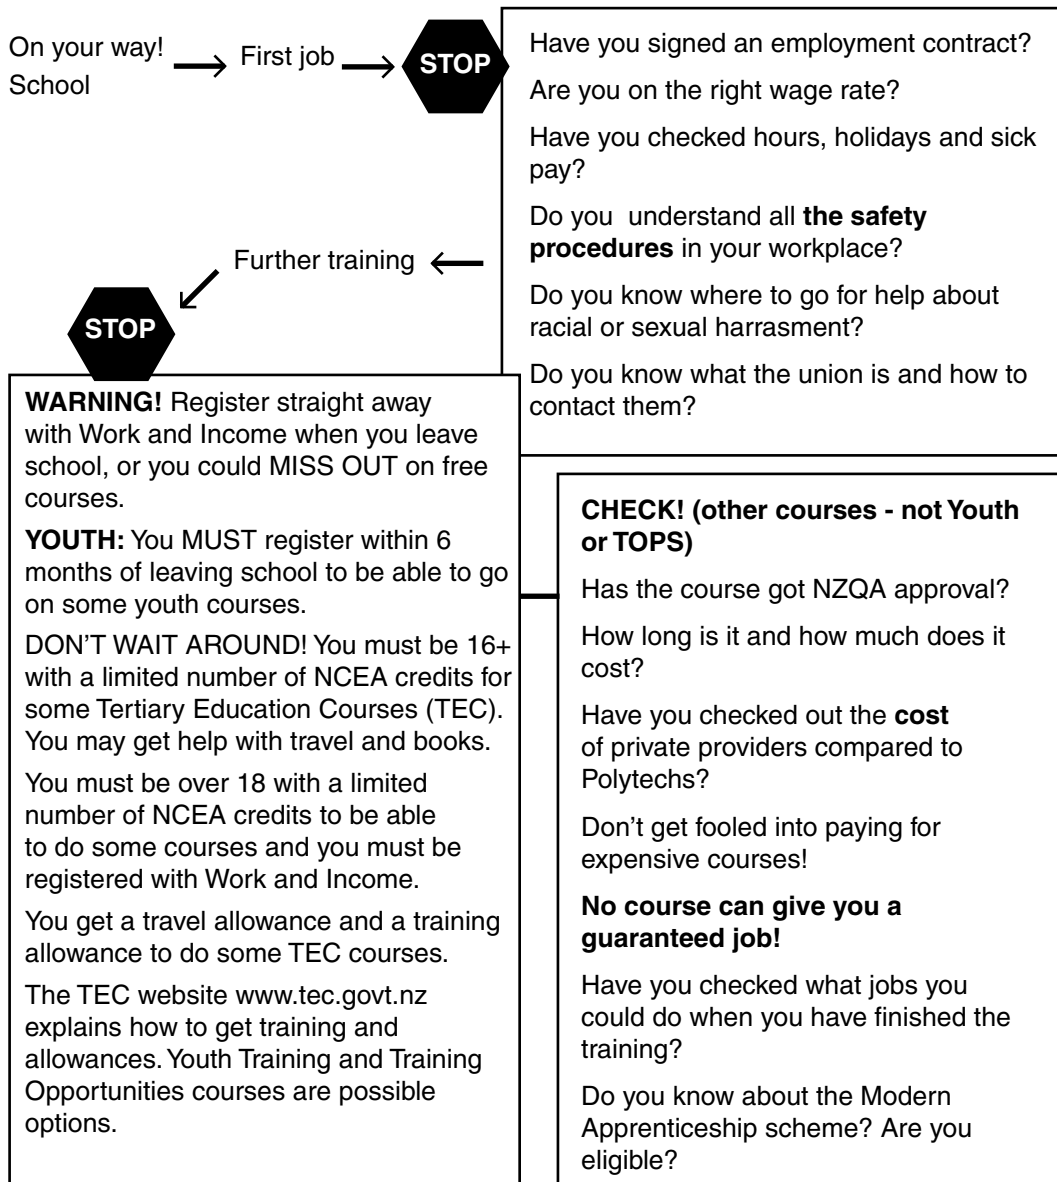 On your way!
School
First job
STOP
Have you signed an employment contract?
Are you on the right wage rate?
Have you checked hours, holidays and sick
pay?
Do you  understand all the safety
procedures in your workplace?
Do you know where to go for help about
racial or sexual harrasment?
Do you know what the union is and how to
contact them?
Further training
STOP
WARNING! Register straight away
with Work and Income when you leave
school, or you could MISS OUT on free
courses.
YOUTH: You MUST register within 6
months of leaving school to be able to go
on some youth courses.
DON'T WAIT AROUND! You must be 16+
with a limited number of NCEA credits for
some Tertiary Education Courses (TEC).
You may get help with travel and books.
You must be over 18 with a limited
number of NCEA credits to be able
to do some courses and you must be
registered with Work and Income.
You get a travel allowance and a training
allowance to do some TEC courses.
The TEC website www.tec.govt.nz
explains how to get training and
allowances. Youth Training and Training
Opportunities courses are possible
options.
CHECK! (other courses - not Youth
or TOPS)
Has the course got NZQA approval?
How long is it and how much does it
cost?
Have you checked out the cost
of private providers compared to
Polytechs?
Don't get fooled into paying for
expensive courses!
No course can give you a
guaranteed job!
Have you checked what jobs you
could do when you have finished the
training?
Do you know about the Modern
Apprenticeship scheme? Are you
eligible?